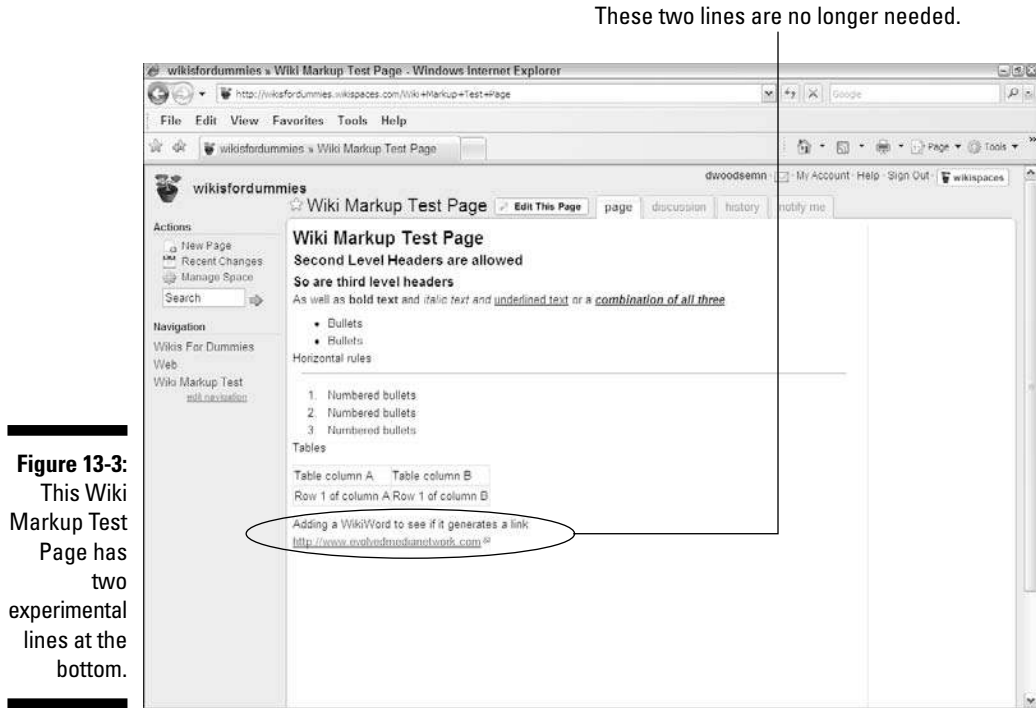 These two lines are no longer needed.
wikisfordummies » Wiki Markup Test Page - Windows Internet Explorer
http://wikisfordummies.wikispaces.com/Wiki+Markup+Test+Page
Google
File Edit View Favorites Tools Help
wikisfordummies » Wiki Markup Test Page
Page Tools
dwoodsemn · My Account · Help · Sign Out · wikispaces
wikisfordummies
Wiki Markup Test Page Edit This Page page discussion history notify me
Actions
New Page
Recent Changes
Manage Space
Search
Navigation
Wikis For Dummies
Web
Wiki Markup Test
edit navigation
Wiki Markup Test Page
Second Level Headers are allowed
So are third level headers
As well as bold text and italic text and underlined text or a combination of all three
• Bullets
• Bullets
Horizontal rules
1. Numbered bullets
2. Numbered bullets
3. Numbered bullets
Tables
Table column A Table column B
Row 1 of column A Row 1 of column B
Adding a WikiWord to see if it generates a link
http://www.evolvedmedianetwork.com
Figure 13-3:
This Wiki
Markup Test
Page has
two
experimental
lines at the
bottom.